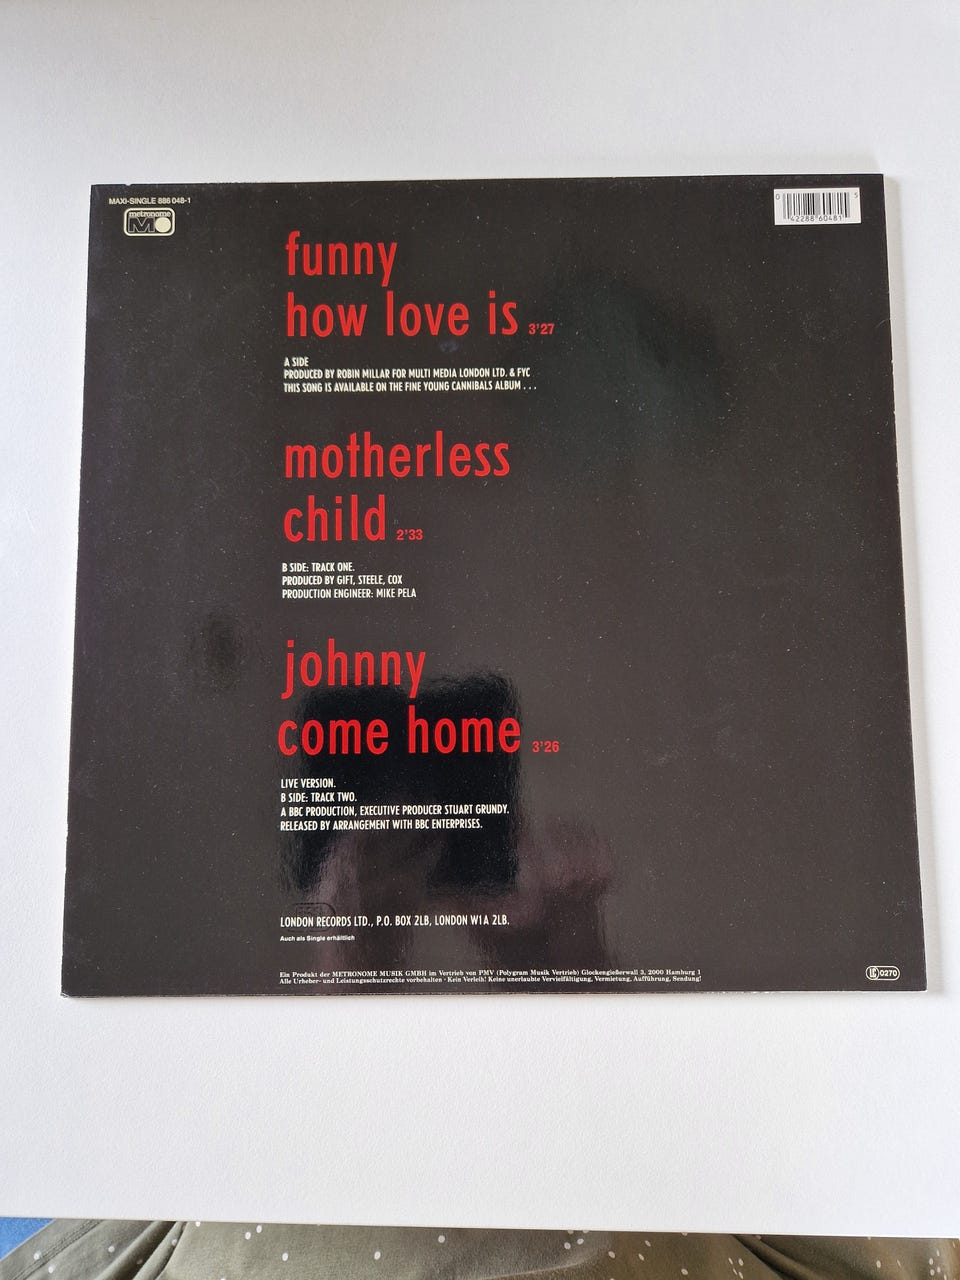 MAXI-SINGLE 886 048-1
metronome
0 42288 60481 5
funny
how love is 3'27
A SIDE
PRODUCED BY ROBIN MILLAR FOR MULTI MEDIA LONDON LTD. & FYC
THIS SONG IS AVAILABLE ON THE FINE YOUNG CANNIBALS ALBUM . . .
motherless
child 2'33
B SIDE: TRACK ONE.
PRODUCED BY GIFT, STEELE, COX
PRODUCTION ENGINEER: MIKE PELA
johnny
come home 3'26
LIVE VERSION.
B SIDE: TRACK TWO.
A BBC PRODUCTION, EXECUTIVE PRODUCER STUART GRUNDY.
RELEASED BY ARRANGEMENT WITH BBC ENTERPRISES.
LONDON RECORDS LTD., P.O. BOX 2LB, LONDON W1A 2LB.
Auch als Single erhältlich
Ein Produkt der METRONOME MUSIK GMBH im Vertrieb von PMV (Polygram Musik Vertrieb) Glockengießerwall 3, 2000 Hamburg 1
Alle Urheber- und Leistungsschutzrechte vorbehalten · Kein Verleih! Keine unerlaubte Vervielfältigung, Vermietung, Aufführung, Sendung!
LC 0270